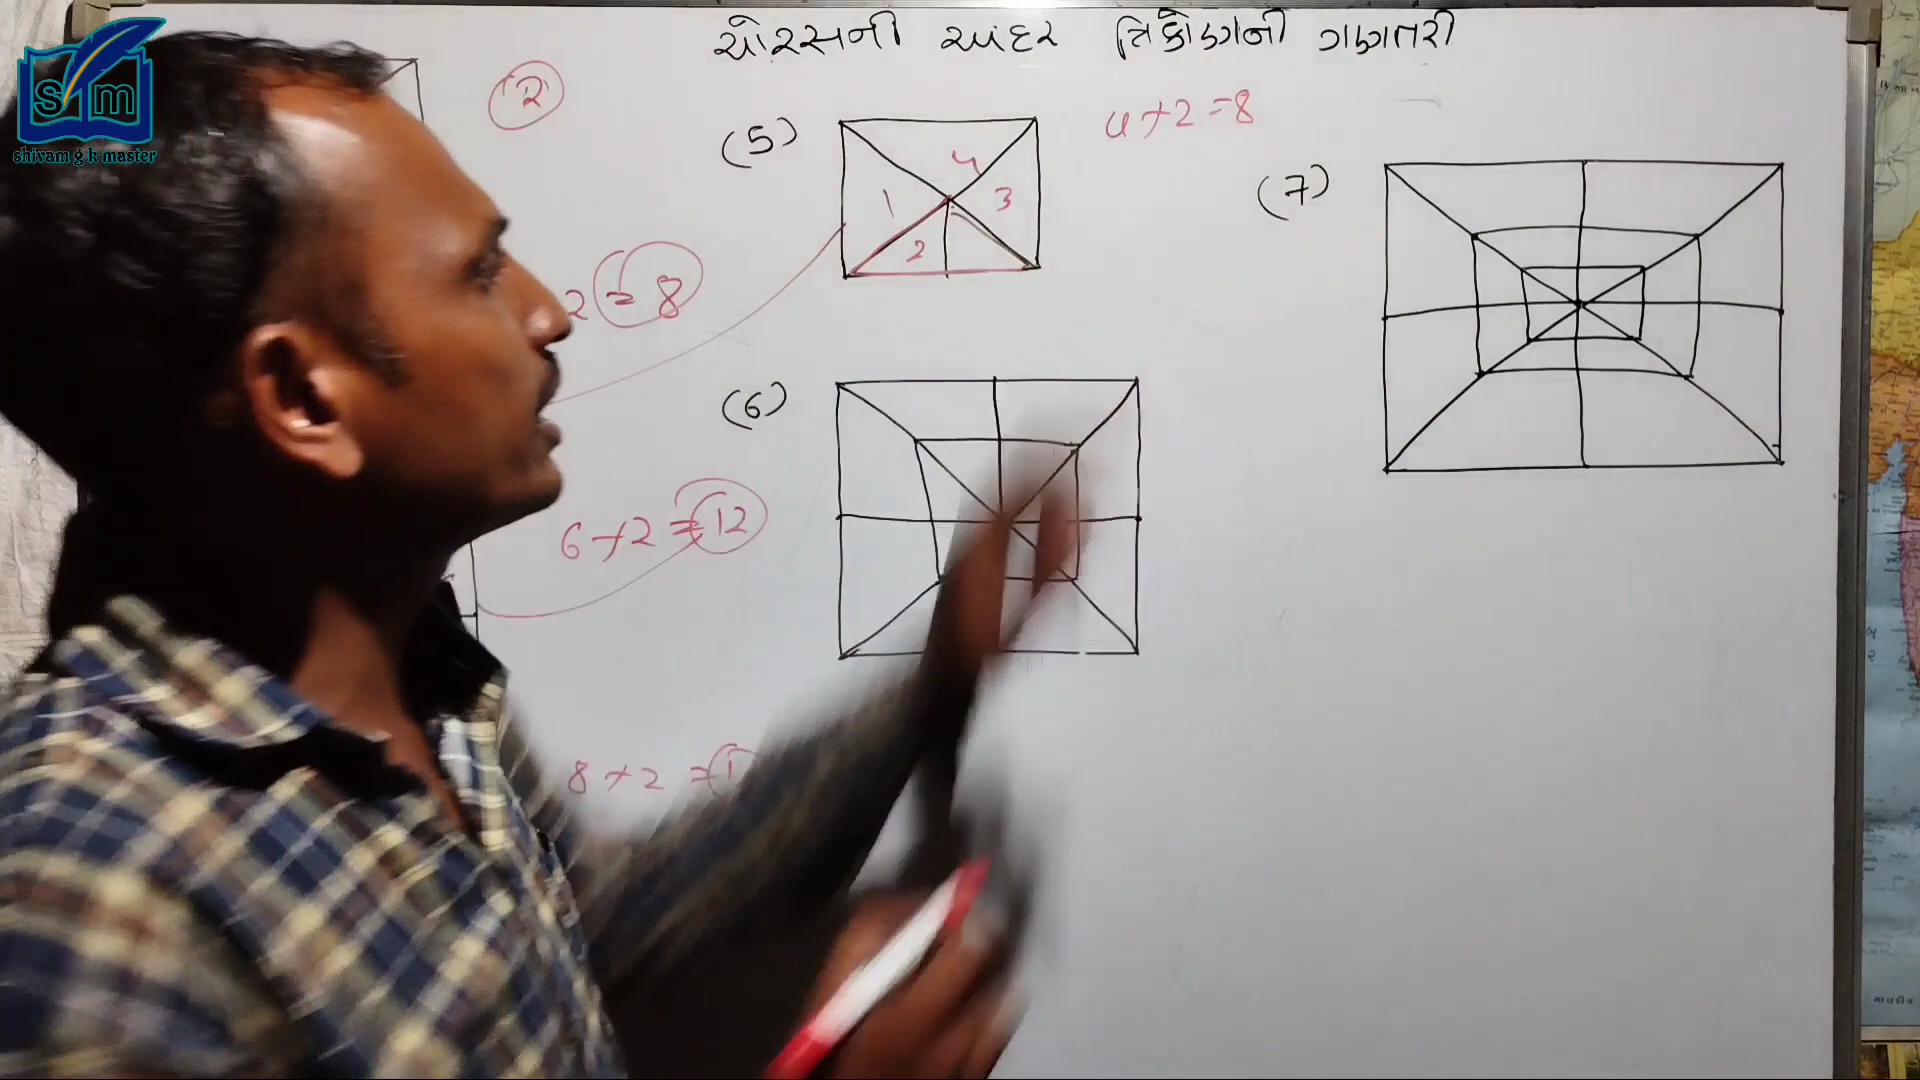 ચોરસની અંદર ત્રિકોણની ગણતરી
s m
shivam g k master
2
(5)
1
2
3
4
4+2=8
(7)
2 = 8
(6)
6+2=12
8+2 =1